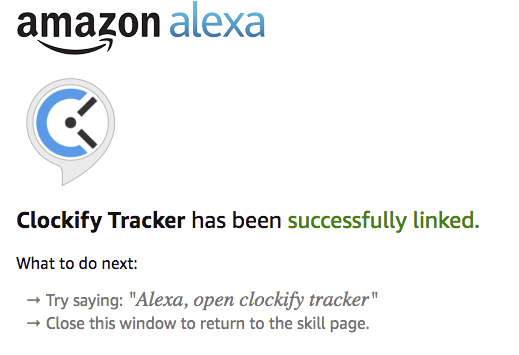 amazon alexa
Clockify Tracker has been successfully linked.
What to do next:
→ Try saying: "Alexa, open clockify tracker"
→ Close this window to return to the skill page.